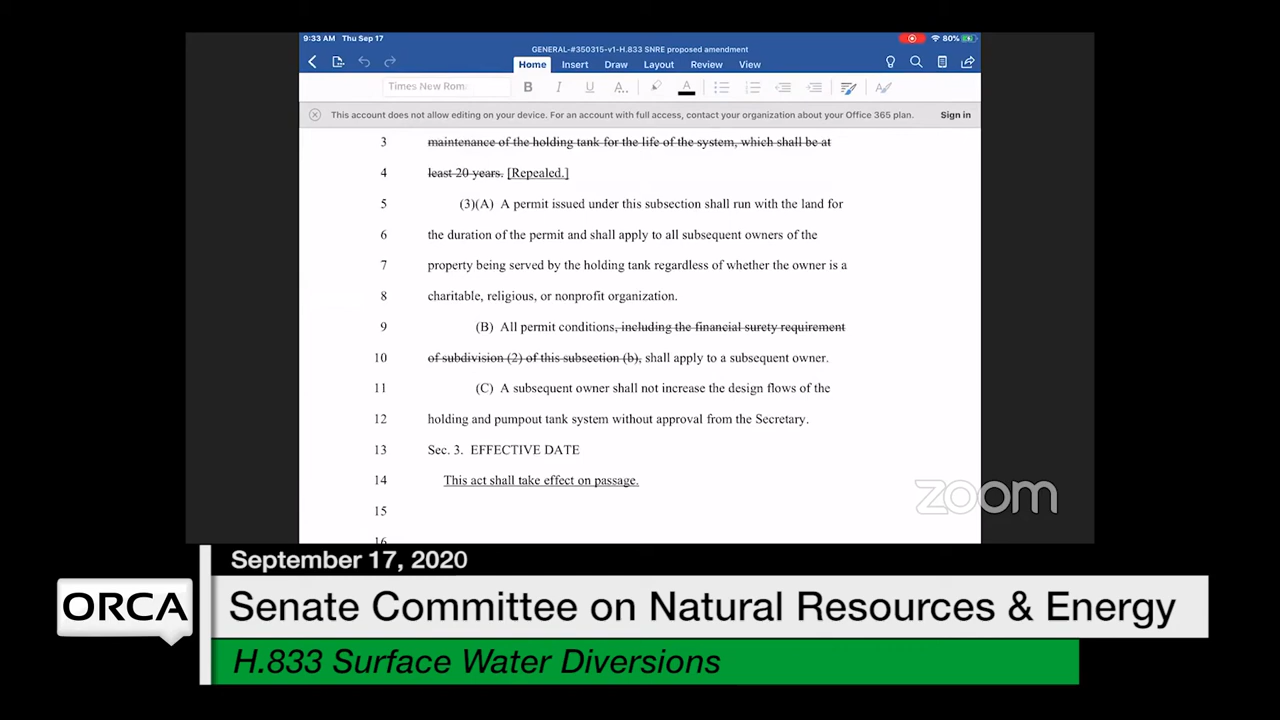 9:33 AM Thu Sep 17
80%
GENERAL-#350315-v1-H.833 SNRE proposed amendment
Home Insert Draw Layout Review View
Times New Rom
B I U A... A
This account does not allow editing on your device. For an account with full access, contact your organization about your Office 365 plan. Sign in
3 maintenance of the holding tank for the life of the system, which shall be at
4 least 20 years. [Repealed.]
5 (3)(A) A permit issued under this subsection shall run with the land for
6 the duration of the permit and shall apply to all subsequent owners of the
7 property being served by the holding tank regardless of whether the owner is a
8 charitable, religious, or nonprofit organization.
9 (B) All permit conditions, including the financial surety requirement
10 of subdivision (2) of this subsection (b), shall apply to a subsequent owner.
11 (C) A subsequent owner shall not increase the design flows of the
12 holding and pumpout tank system without approval from the Secretary.
13 Sec. 3. EFFECTIVE DATE
14 This act shall take effect on passage.
15
16
zoom
September 17, 2020
ORCA
Senate Committee on Natural Resources & Energy
H.833 Surface Water Diversions